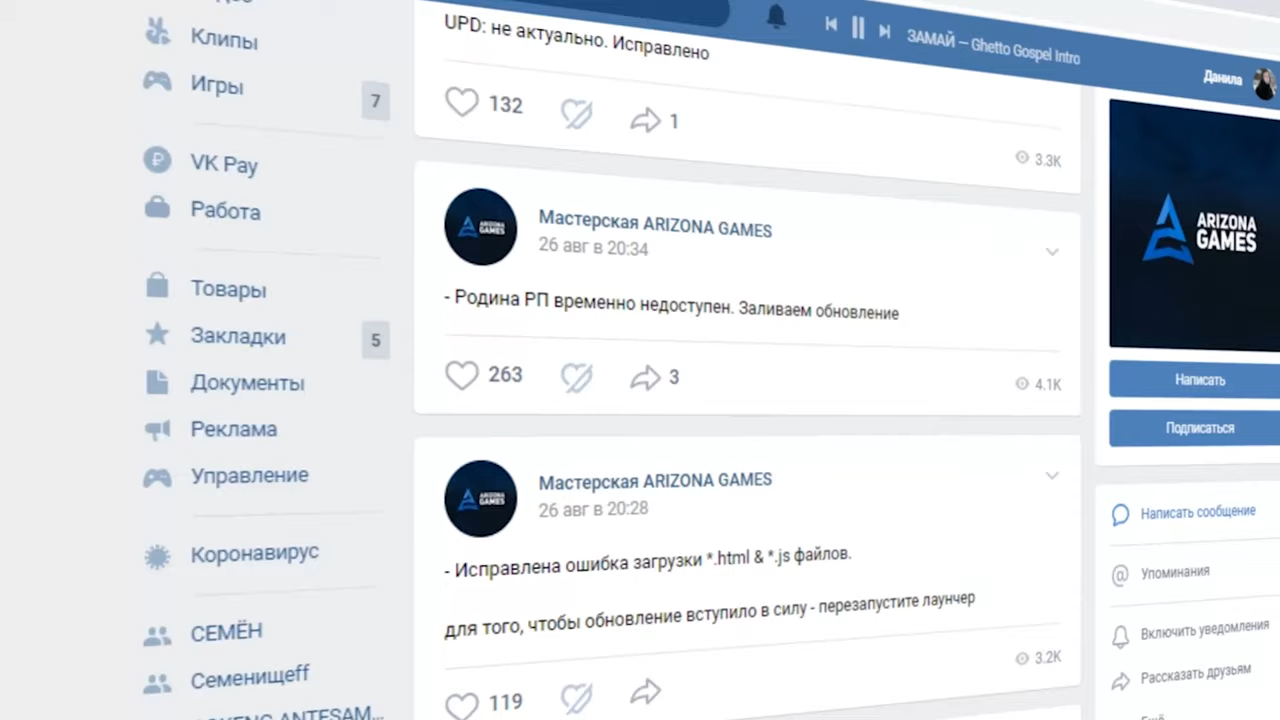 Клипы
Игры
7
VK Pay
Работа
Товары
Закладки
5
Документы
Реклама
Управление
Коронавирус
СЕМЁН
Семенищеff
ЗАМАЙ – Ghetto Gospel Intro
Данила
UPD: не актуально. Исправлено
132
1
3.3K
Мастерская ARIZONA GAMES
26 авг в 20:34
- Родина РП временно недоступен. Заливаем обновление
263
3
4.1K
Мастерская ARIZONA GAMES
26 авг в 20:28
- Исправлена ошибка загрузки *.html & *.js файлов.
для того, чтобы обновление вступило в силу - перезапустите лаунчер
119
3.2K
ARIZONA
GAMES
ARIZONA
GAMES
ARIZONA
GAMES
Написать
Подписаться
Написать сообщение
Упоминания
Включить уведомления
Рассказать друзьям